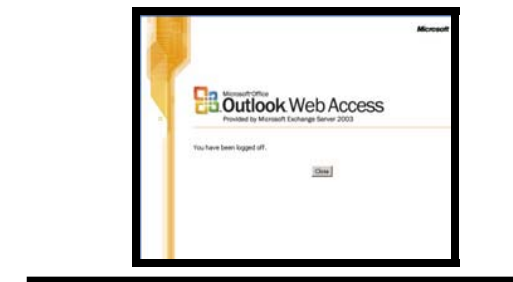 Microsoft
Microsoft Office
Outlook Web Access
Provided by Microsoft Exchange Server 2003
You have been logged off.
Close